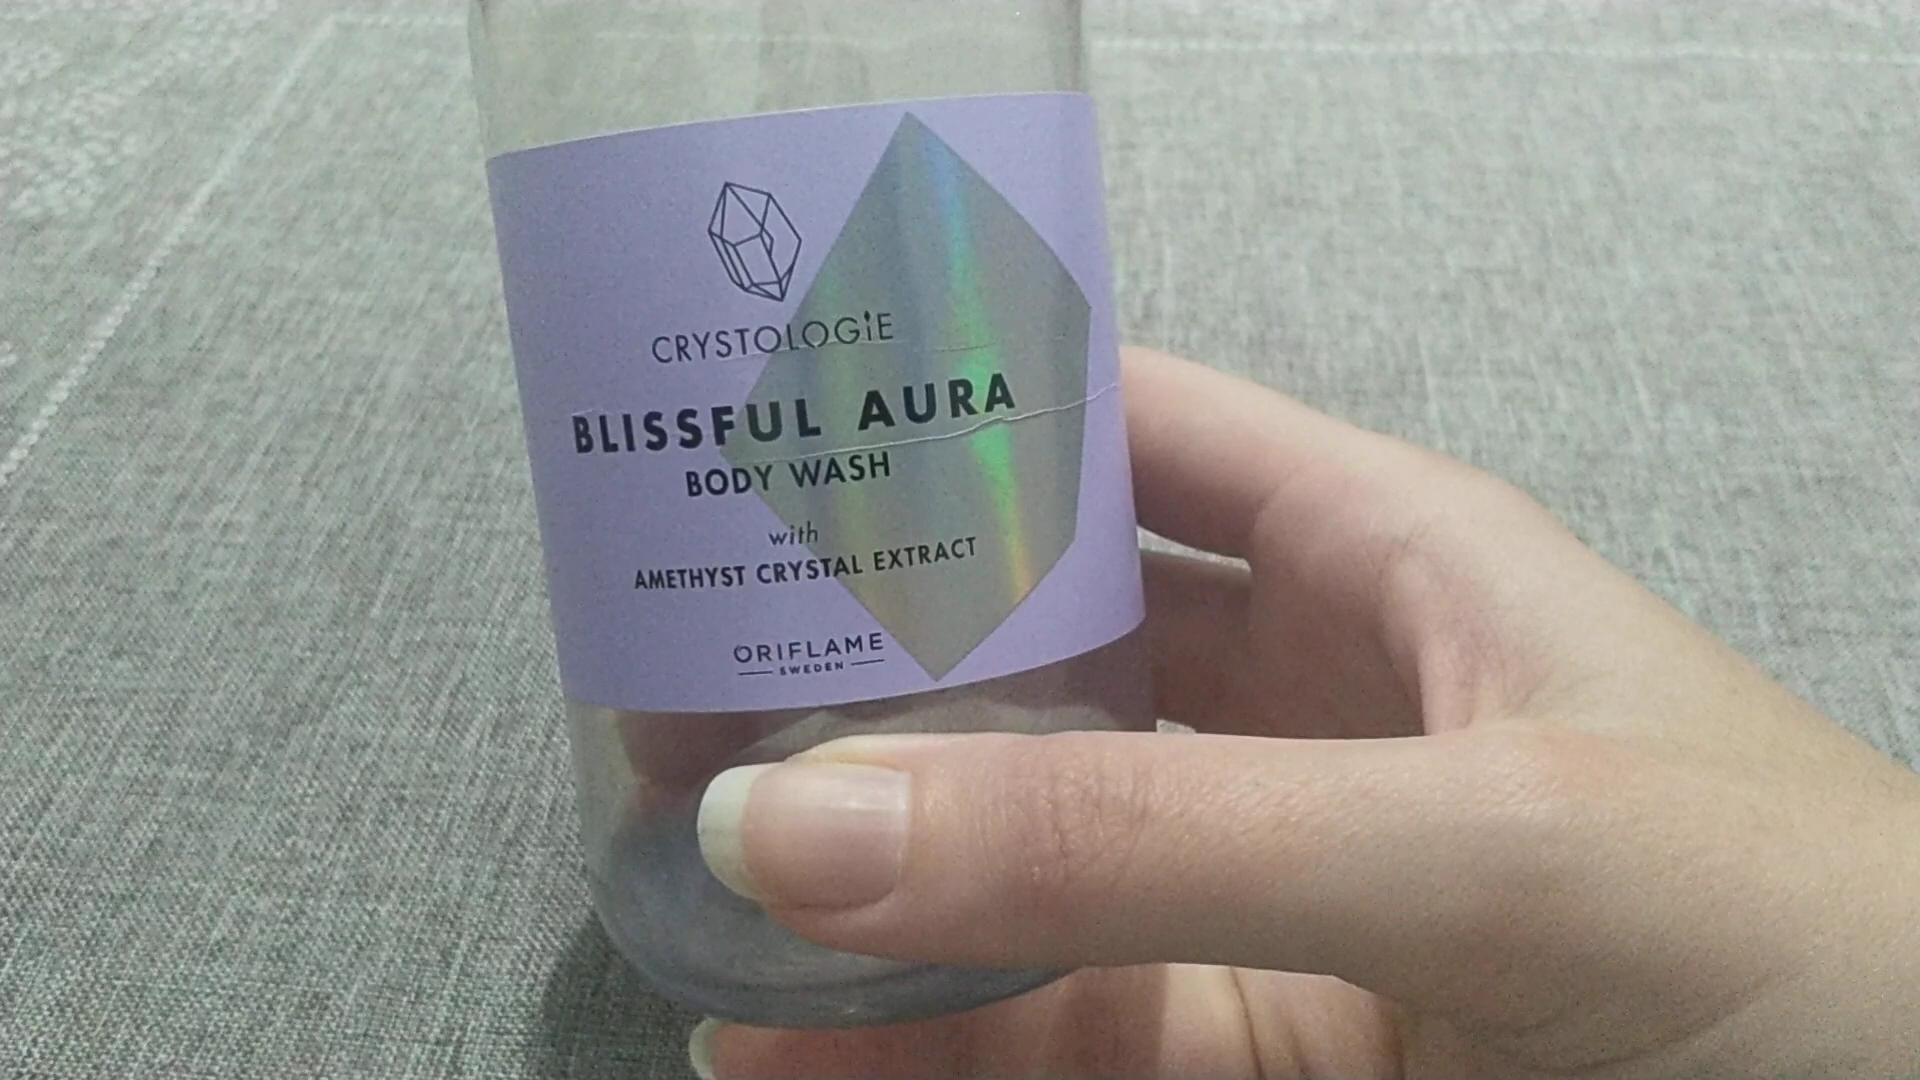 CRYSTOLOGiE
BLISSFUL AURA
BODY WASH
with
AMETHYST CRYSTAL EXTRACT
ORIFLAME
SWEDEN